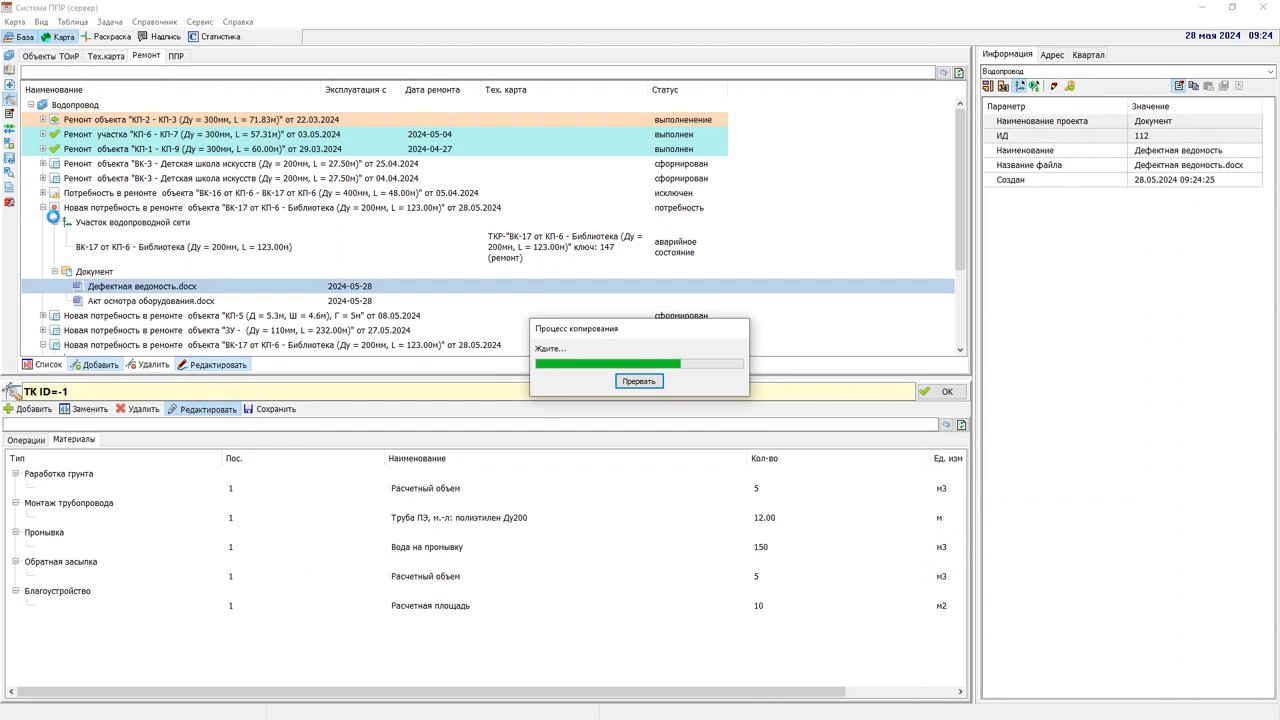 Система ППР (сервер)
Карта Вид Таблица Задача Справочник Сервис Справка
База Карта Раскраска Надпись Статистика
28 мая 2024 09:24
Объекты ТОиР Тех.карта Ремонт ППР
Наименование Эксплуатация с Дата ремонта Тех. карта Статус
Водопровод
Ремонт объекта "КП-2 - КП-3 (Ду = 300мм, L = 71.83м)" от 22.03.2024 выполненение
Ремонт участка "КП-6 - КП-7 (Ду = 300мм, L = 57.31м)" от 03.05.2024 2024-05-04 выполнен
Ремонт объекта "КП-1 - КП-9 (Ду = 300мм, L = 60.00м)" от 29.03.2024 2024-04-27 выполнен
Ремонт объекта "ВК-3 - Детская школа искусств (Ду = 200мм, L = 27.50м)" от 25.04.2024 сформирован
Ремонт объекта "ВК-3 - Детская школа искусств (Ду = 200мм, L = 27.50м)" от 04.04.2024 сформирован
Потребность в ремонте объекта "ВК-16 от КП-6 - ВК-17 от КП-6 (Ду = 400мм, L = 48.00м)" от 05.04.2024 исключен
Новая потребность в ремонте объекта "ВК-17 от КП-6 - Библиотека (Ду = 200мм, L = 123.00м)" от 28.05.2024 потребность
Участок водопроводной сети
ВК-17 от КП-6 - Библиотека (Ду = 200мм, L = 123.00м) ТКР-"ВК-17 от КП-6 - Библиотека (Ду = 200мм, L = 123.00м)" ключ: 147 (ремонт) аварийное состояние
Документ
Дефектная ведомость.docx 2024-05-28
Акт осмотра оборудования.docx 2024-05-28
Новая потребность в ремонте объекта "КП-5 (Д = 5.3м, Ш = 4.6м), Г = 5м" от 08.05.2024 сформирован
Новая потребность в ремонте объекта "ЗУ - (Ду = 110мм, L = 232.00м)" от 27.05.2024
Новая потребность в ремонте объекта "ВК-17 от КП-6 - Библиотека (Ду = 200мм, L = 123.00м)" от 28.05.2024
Список Добавить Удалить Редактировать
Процесс копирования
Ждите...
Прервать
TK ID=-1 OK
Добавить Заменить Удалить Редактировать Сохранить
Операции Материалы
Тип Пос. Наименование Кол-во Ед. изм
Раработка грунта
1 Расчетный объем 5 м3
Монтаж трубопровода
1 Труба ПЭ, м.-л: полиэтилен Ду200 12.00 м
Промывка
1 Вода на промывку 150 м3
Обратная засыпка
1 Расчетный объем 5 м3
Благоустройство
1 Расчетная площадь 10 м2
Информация Адрес Квартал
Водопровод
Параметр Значение
Наименование проекта Документ
ИД 112
Наименование Дефектная ведомость
Название файла Дефектная ведомость.docx
Создан 28.05.2024 09:24:25